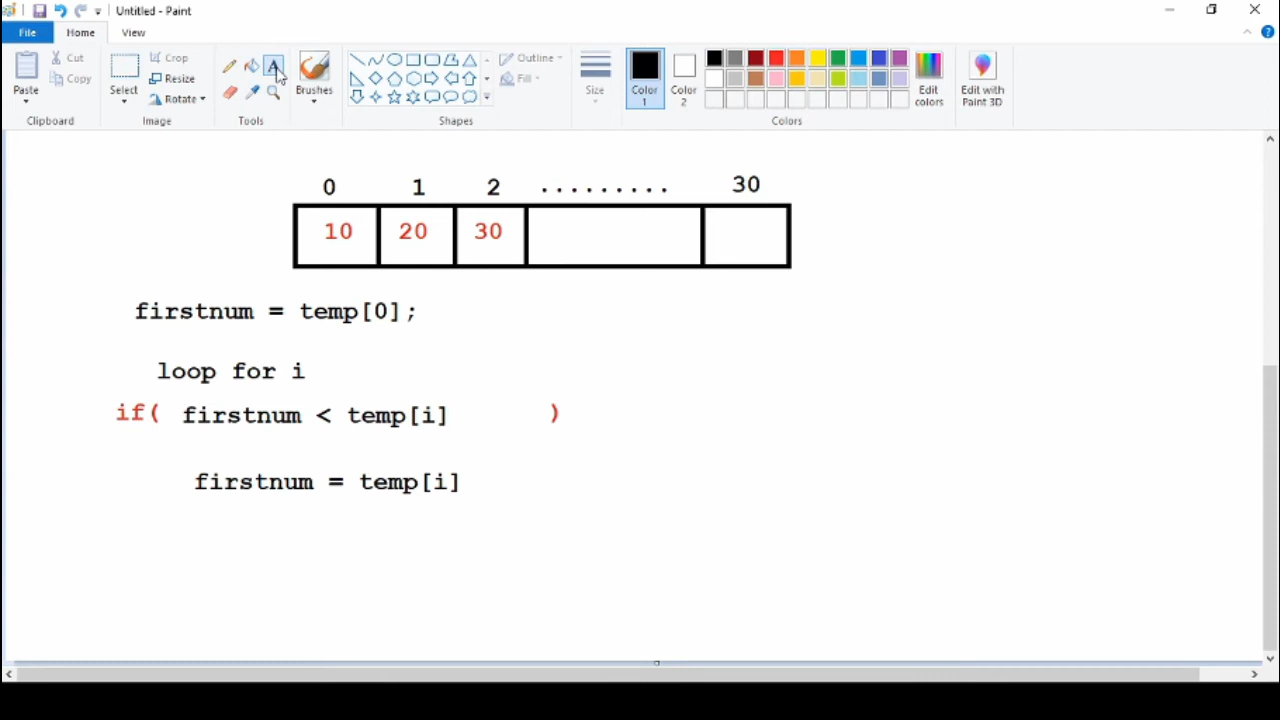 Untitled - Paint
File Home View
Paste Cut Copy
Clipboard
Select Crop Resize Rotate
Image
A
Tools
Brushes
Outline
Fill
Shapes
Size
Color 1
Color 2
Edit colors
Colors
Edit with Paint 3D
0 1 2 ......... 30
10 20 30
firstnum = temp[0];
loop for i
if( firstnum < temp[i] )
firstnum = temp[i]